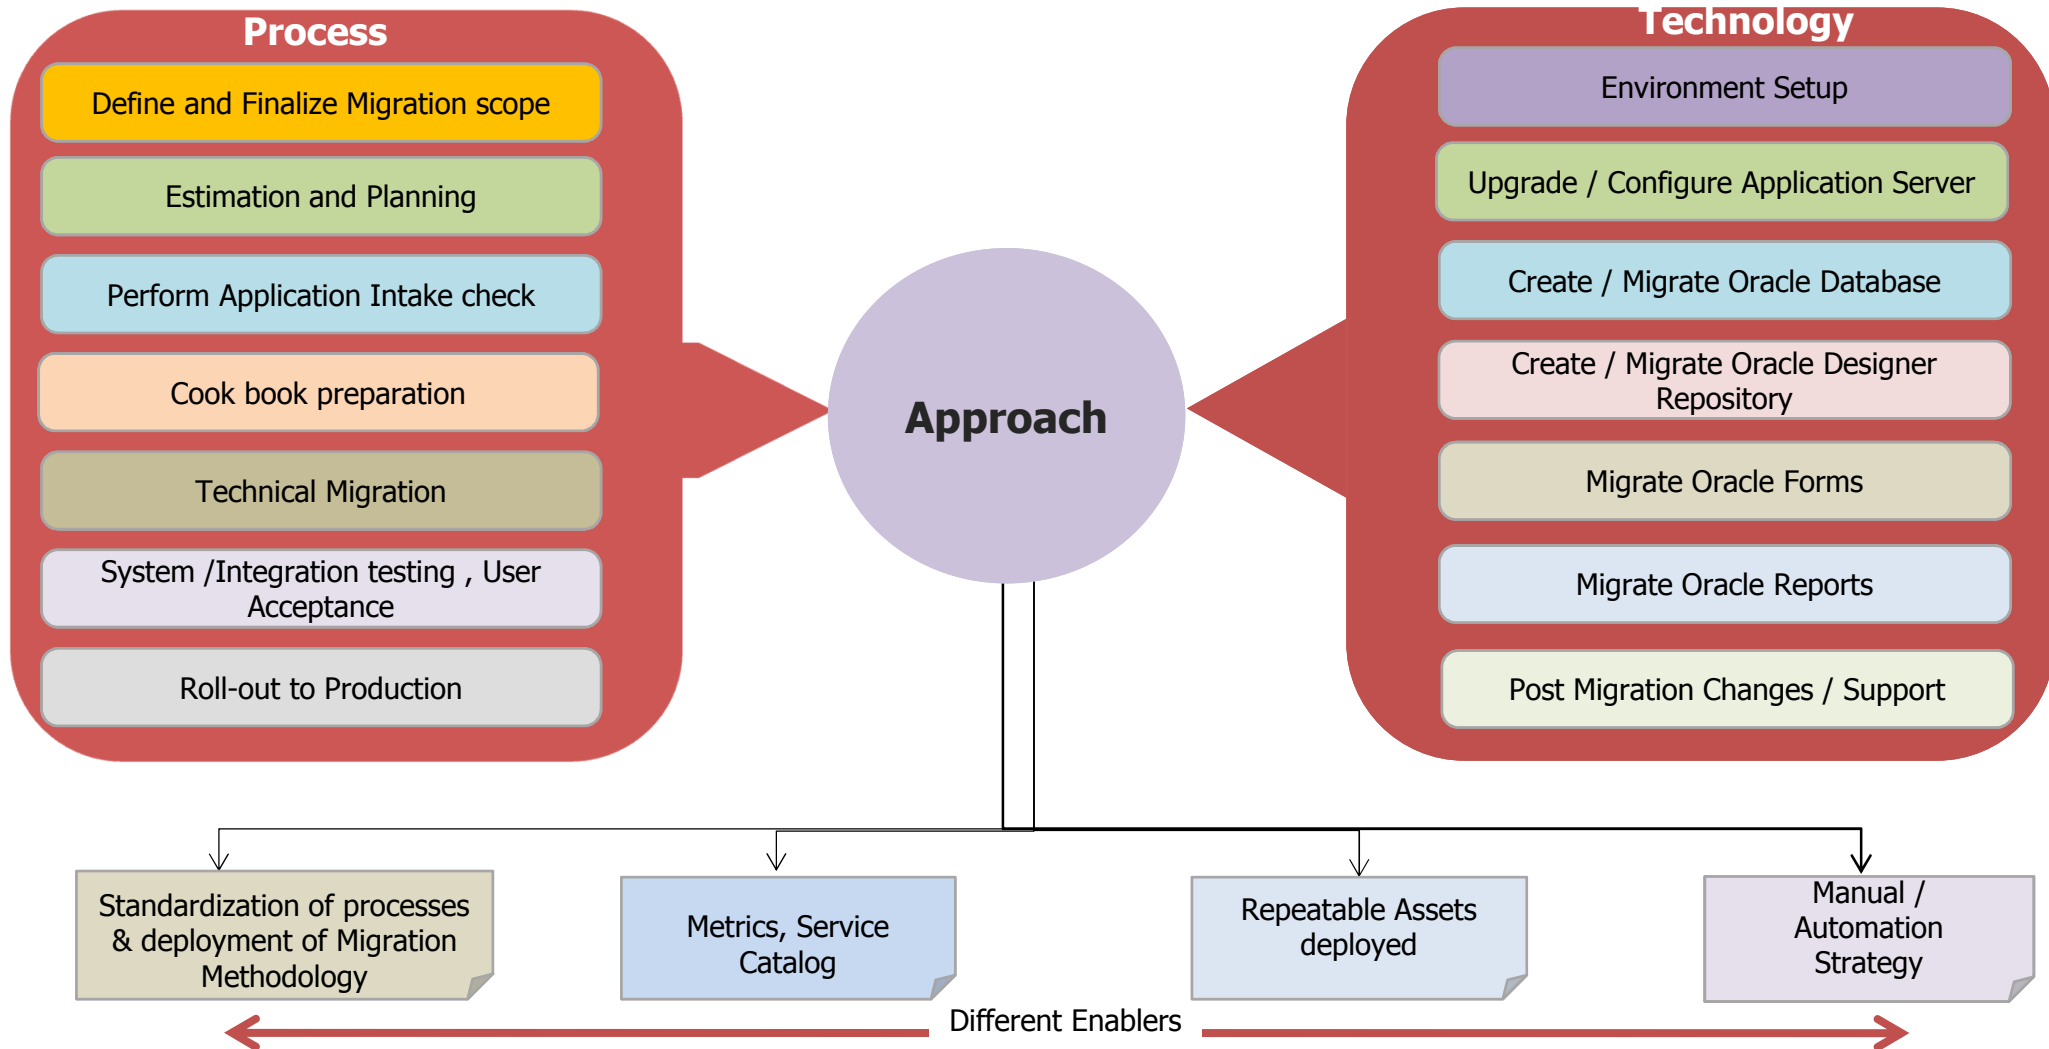 Process
Define and Finalize Migration scope
Estimation and Planning
Perform Application Intake check
Cook book preparation
Technical Migration
System /Integration testing , User
Acceptance
Roll-out to Production
Approach
Technology
Environment Setup
Upgrade / Configure Application Server
Create / Migrate Oracle Database
Create / Migrate Oracle Designer
Repository
Migrate Oracle Forms
Migrate Oracle Reports
Post Migration Changes / Support
Standardization of processes
& deployment of Migration
Methodology
Metrics, Service
Catalog
Repeatable Assets
deployed
Manual /
Automation
Strategy
Different Enablers